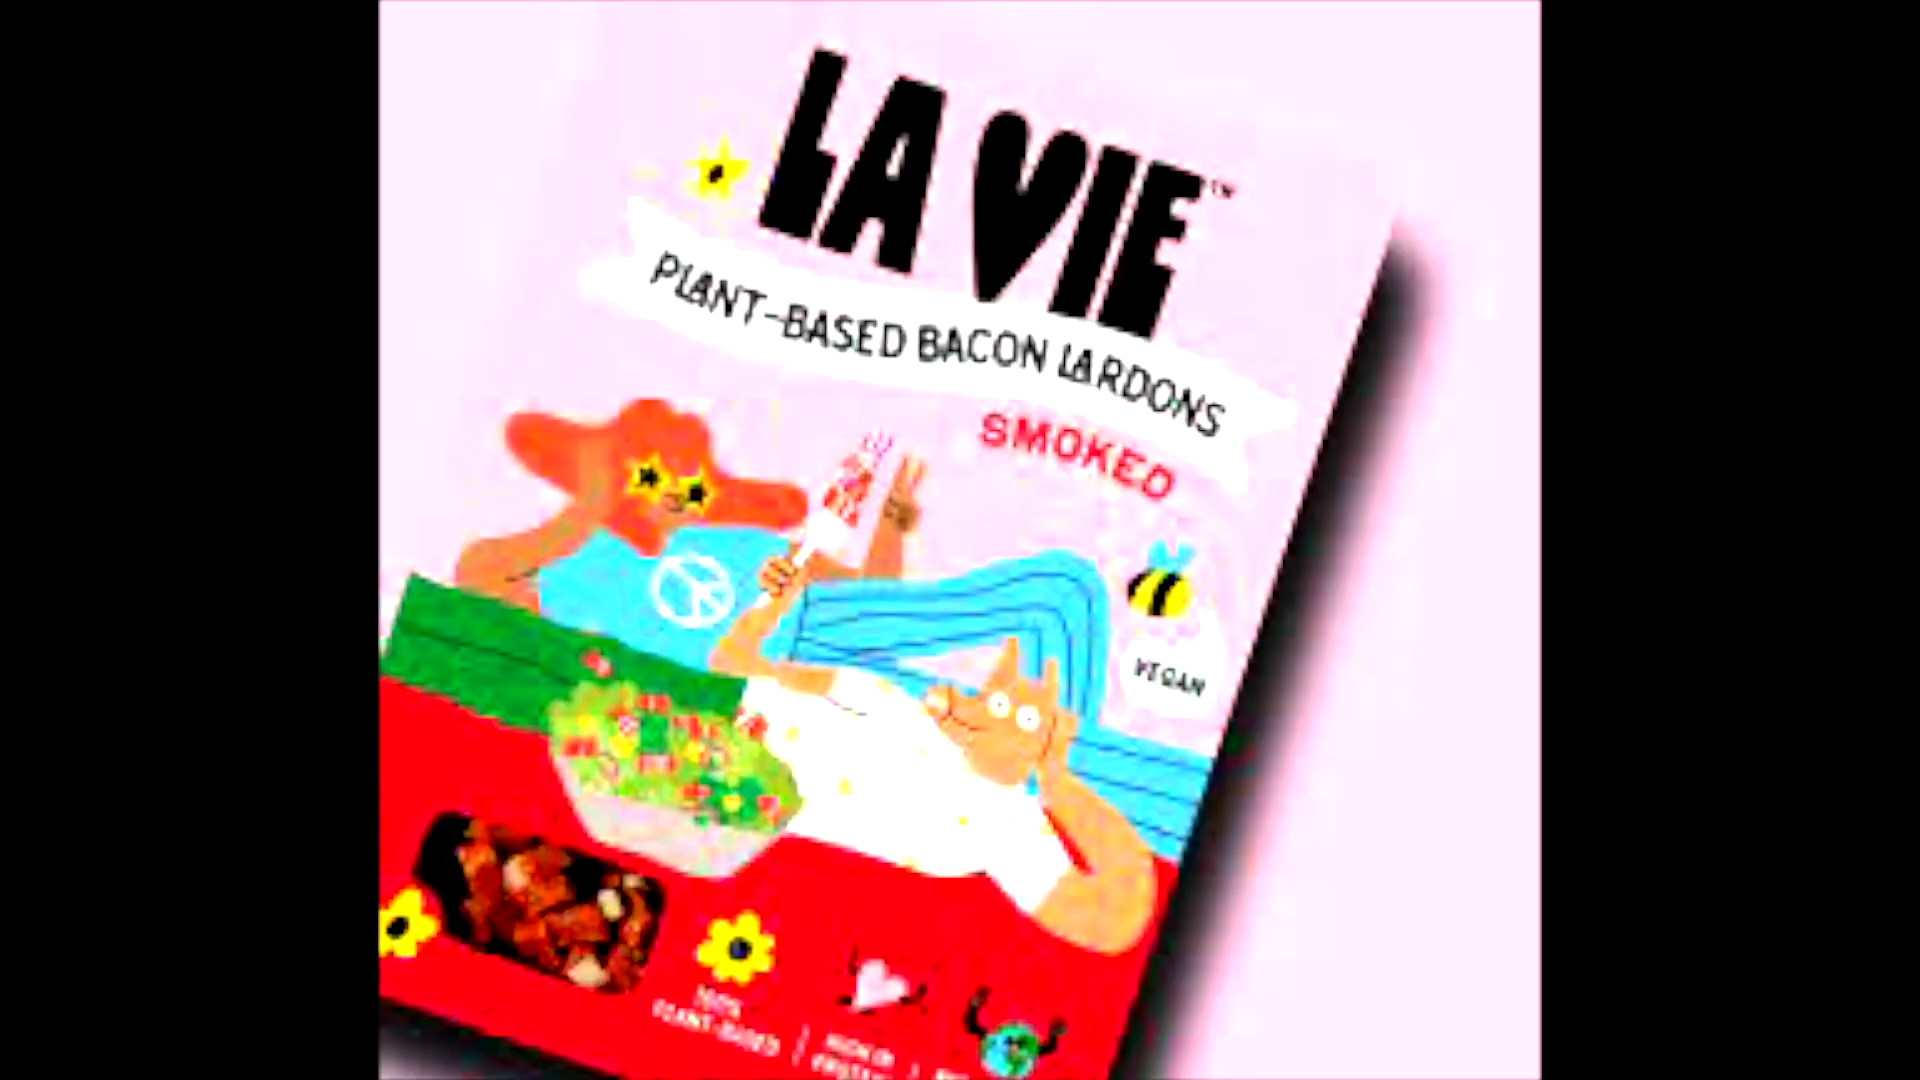 LA VIE™
PLANT-BASED BACON LARDONS
SMOKED
VEGAN
100%
PLANT-BASED